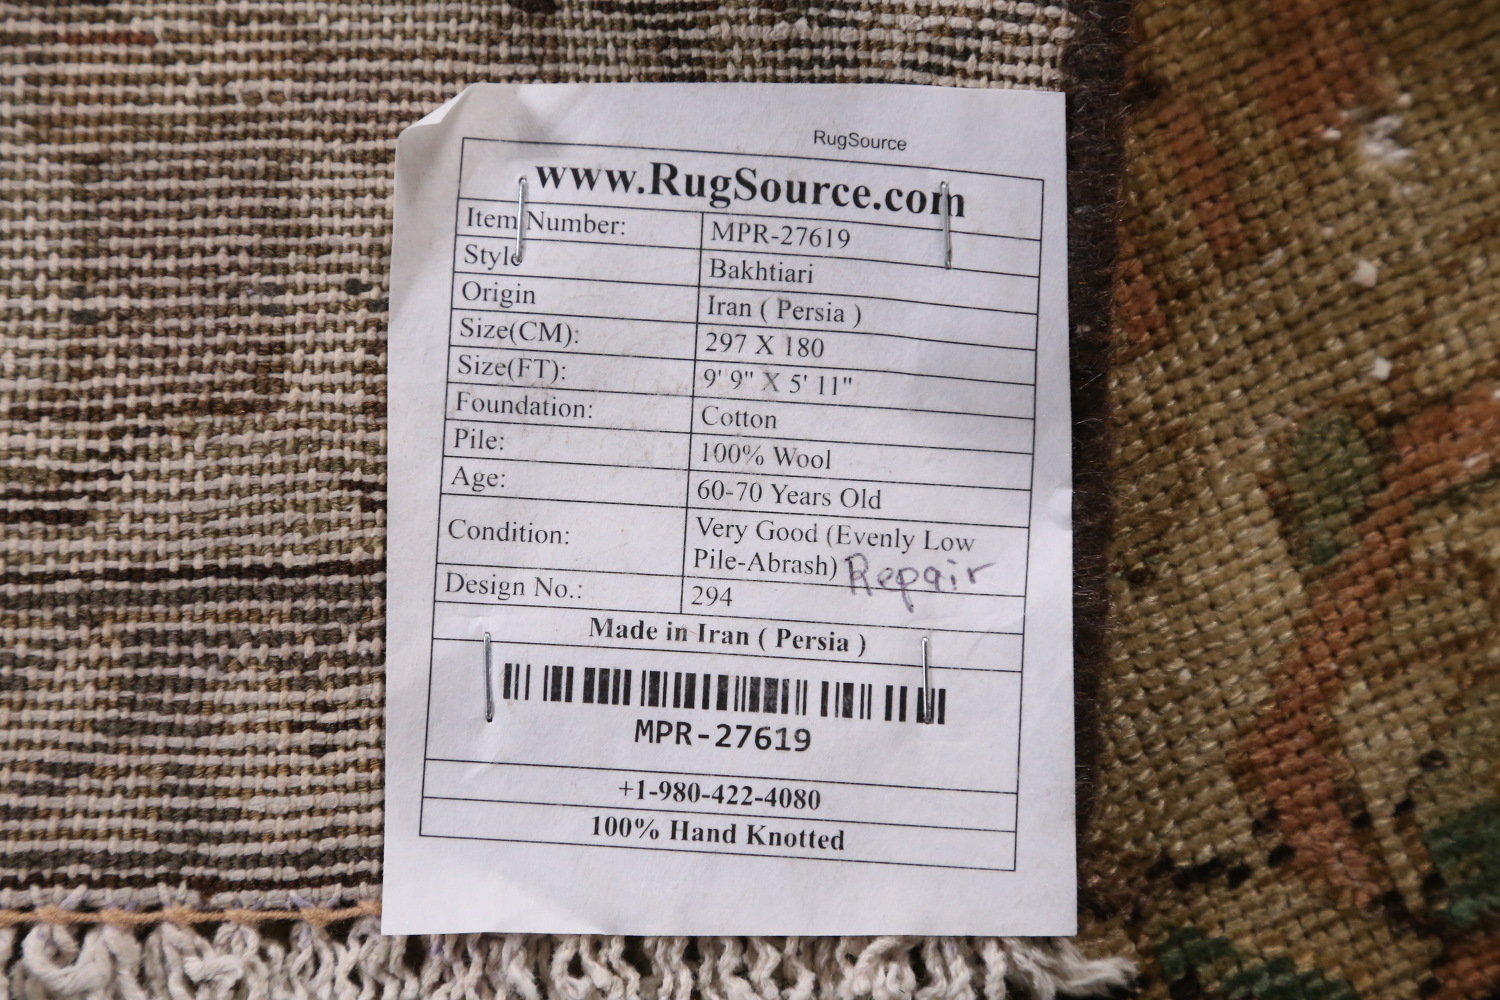 RugSource
www.RugSource.com
Item Number: MPR-27619
Style Bakhtiari
Origin Iran ( Persia )
Size(CM): 297 X 180
Size(FT): 9' 9" X 5' 11"
Foundation: Cotton
Pile: 100% Wool
Age: 60-70 Years Old
Condition: Very Good (Evenly Low
Pile-Abrash) Repair
Design No.: 294
Made in Iran ( Persia )
MPR-27619
+1-980-422-4080
100% Hand Knotted